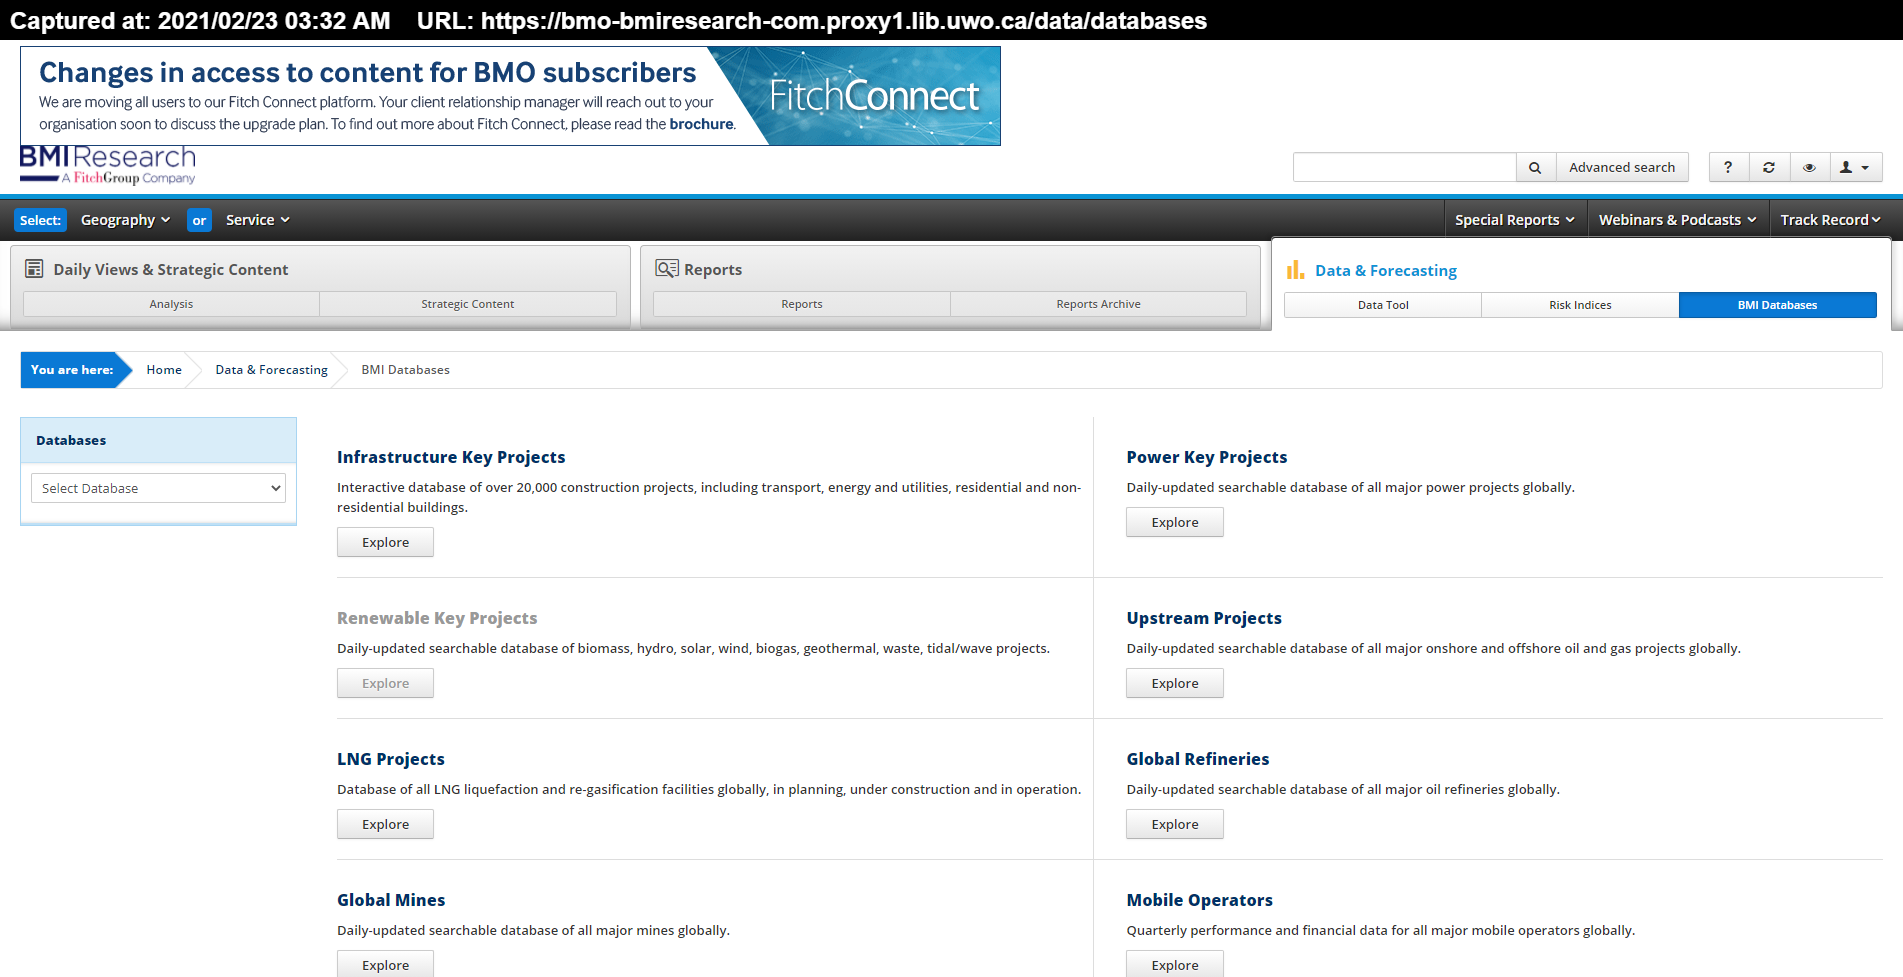 Captured at: 2021/02/23 03:32 AM    URL: https://bmo-bmiresearch-com.proxy1.lib.uwo.ca/data/databases
Changes in access to content for BMO subscribers
We are moving all users to our Fitch Connect platform. Your client relationship manager will reach out to your
organisation soon to discuss the upgrade plan. To find out more about Fitch Connect, please read the brochure.
FitchConnect
BMIResearch
A FitchGroup Company
Advanced search
?
Select: Geography or Service
Special Reports Webinars & Podcasts Track Record
Daily Views & Strategic Content
Analysis Strategic Content
Reports
Reports Reports Archive
Data & Forecasting
Data Tool Risk Indices BMI Databases
You are here: Home Data & Forecasting BMI Databases
Databases
Select Database
Infrastructure Key Projects
Interactive database of over 20,000 construction projects, including transport, energy and utilities, residential and non-
residential buildings.
Explore
Power Key Projects
Daily-updated searchable database of all major power projects globally.
Explore
Renewable Key Projects
Daily-updated searchable database of biomass, hydro, solar, wind, biogas, geothermal, waste, tidal/wave projects.
Explore
Upstream Projects
Daily-updated searchable database of all major onshore and offshore oil and gas projects globally.
Explore
LNG Projects
Database of all LNG liquefaction and re-gasification facilities globally, in planning, under construction and in operation.
Explore
Global Refineries
Daily-updated searchable database of all major oil refineries globally.
Explore
Global Mines
Daily-updated searchable database of all major mines globally.
Explore
Mobile Operators
Quarterly performance and financial data for all major mobile operators globally.
Explore